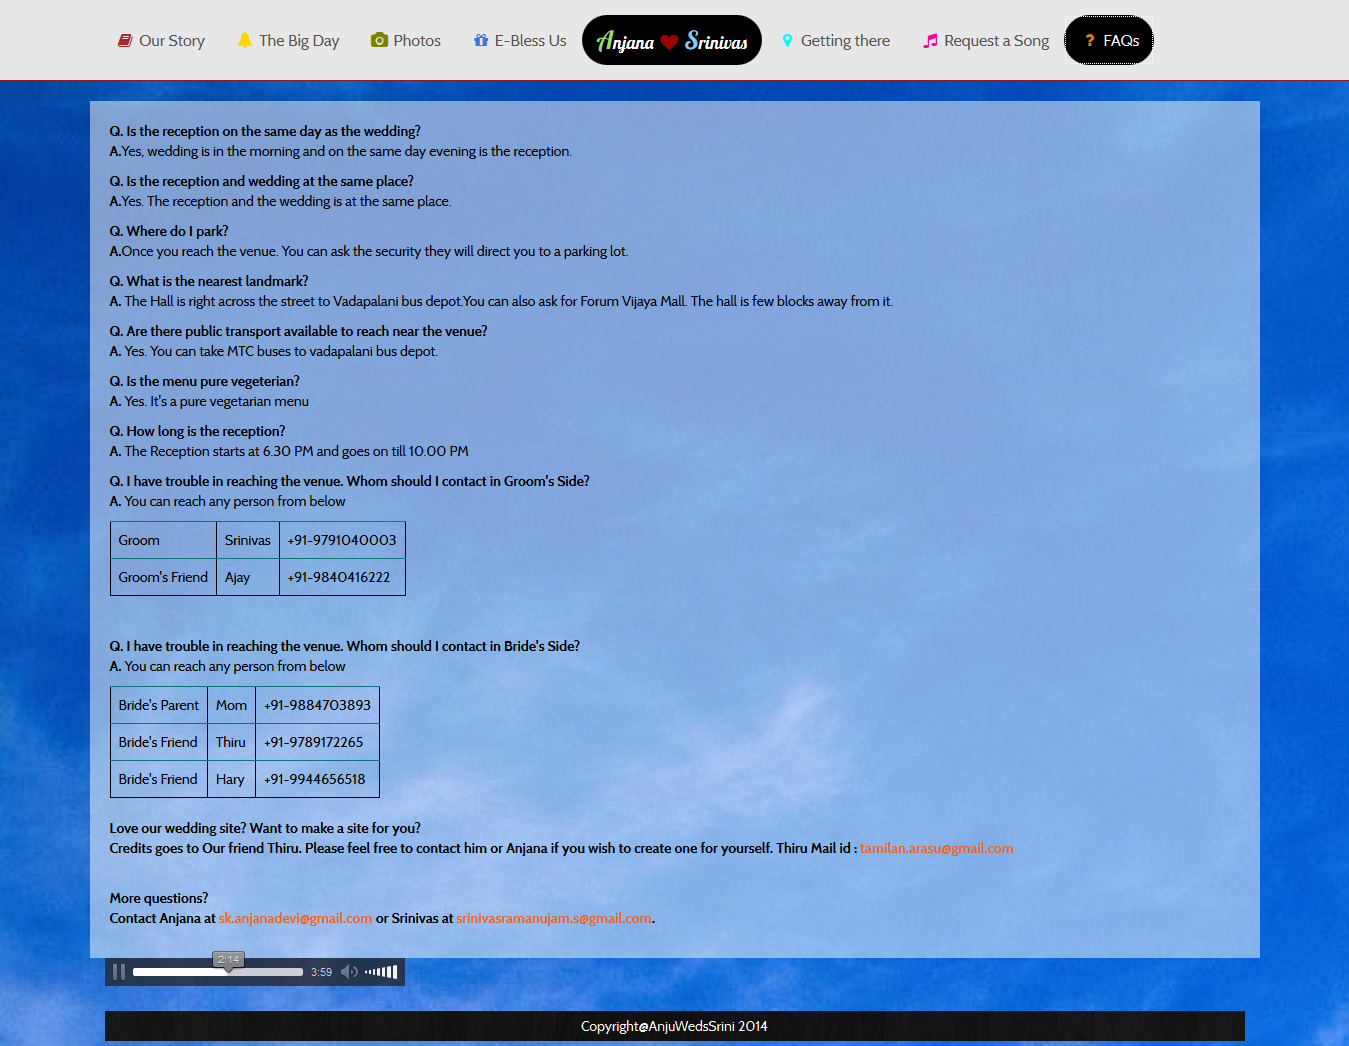 Our Story The Big Day Photos E-Bless Us Anjana Srinivas Getting there Request a Song ? FAQs
Q. Is the reception on the same day as the wedding?
A.Yes, wedding is in the morning and on the same day evening is the reception.
Q. Is the reception and wedding at the same place?
A.Yes. The reception and the wedding is at the same place.
Q. Where do I park?
A.Once you reach the venue. You can ask the security they will direct you to a parking lot.
Q. What is the nearest landmark?
A. The Hall is right across the street to Vadapalani bus depot.You can also ask for Forum Vijaya Mall. The hall is few blocks away from it.
Q. Are there public transport available to reach near the venue?
A. Yes. You can take MTC buses to vadapalani bus depot.
Q. Is the menu pure vegeterian?
A. Yes. It's a pure vegetarian menu
Q. How long is the reception?
A. The Reception starts at 6.30 PM and goes on till 10.00 PM
Q. I have trouble in reaching the venue. Whom should I contact in Groom's Side?
A. You can reach any person from below
Groom Srinivas +91-9791040003
Groom's Friend Ajay +91-9840416222
Q. I have trouble in reaching the venue. Whom should I contact in Bride's Side?
A. You can reach any person from below
Bride's Parent Mom +91-9884703893
Bride's Friend Thiru +91-9789172265
Bride's Friend Hary +91-9944656518
Love our wedding site? Want to make a site for you?
Credits goes to Our friend Thiru. Please feel free to contact him or Anjana if you wish to create one for yourself. Thiru Mail id : tamilan.arasu@gmail.com
More questions?
Contact Anjana at sk.anjanadevi@gmail.com or Srinivas at srinivasramanujam.s@gmail.com.
2:14
3:59
Copyright@AnjuWedsSrini 2014